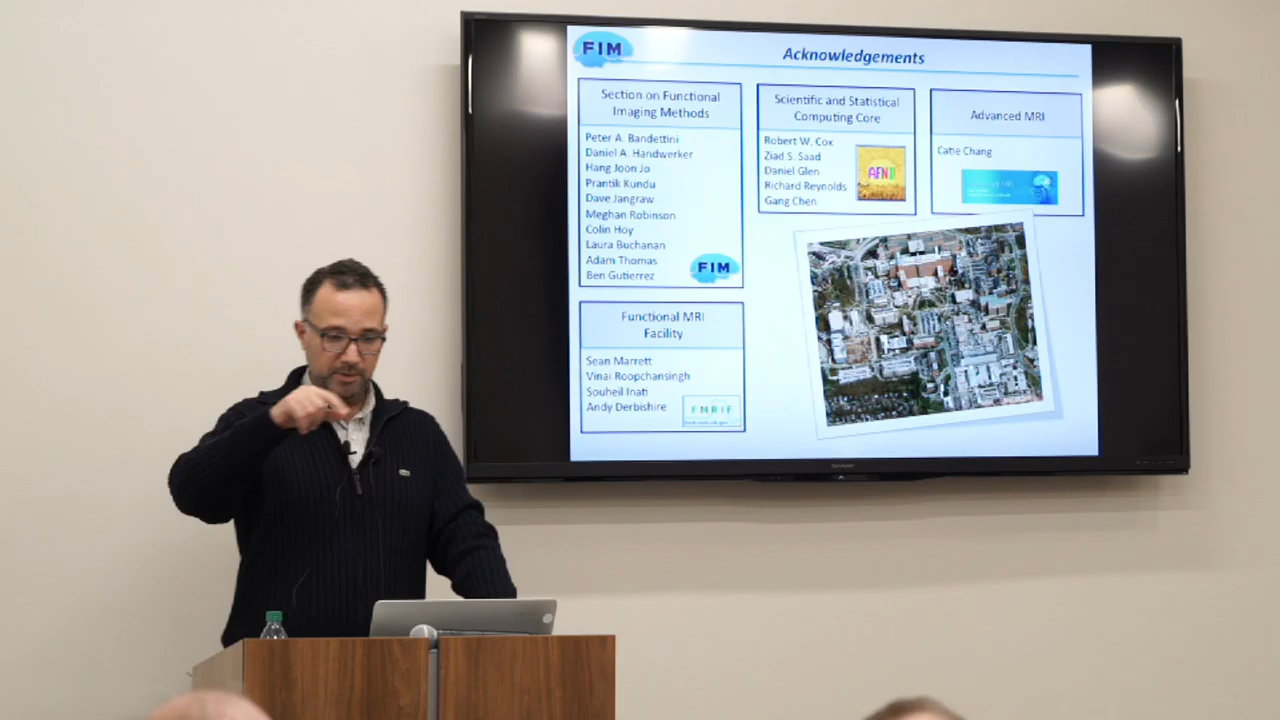 FIM
Acknowledgements
Section on Functional
Imaging Methods
Peter A. Bandettini
Daniel A. Handwerker
Hang Joon Jo
Prantik Kundu
Dave Jangraw
Meghan Robinson
Colin Hoy
Laura Buchanan
Adam Thomas
Ben Gutierrez
FIM
Scientific and Statistical
Computing Core
Robert W. Cox
Ziad S. Saad
Daniel Glen
Richard Reynolds
Gang Chen
AFNI
Advanced MRI
Catie Chang
Functional MRI
Facility
Sean Marrett
Vinai Roopchansingh
Souheil Inati
Andy Derbishire
FMRIF
SHARP